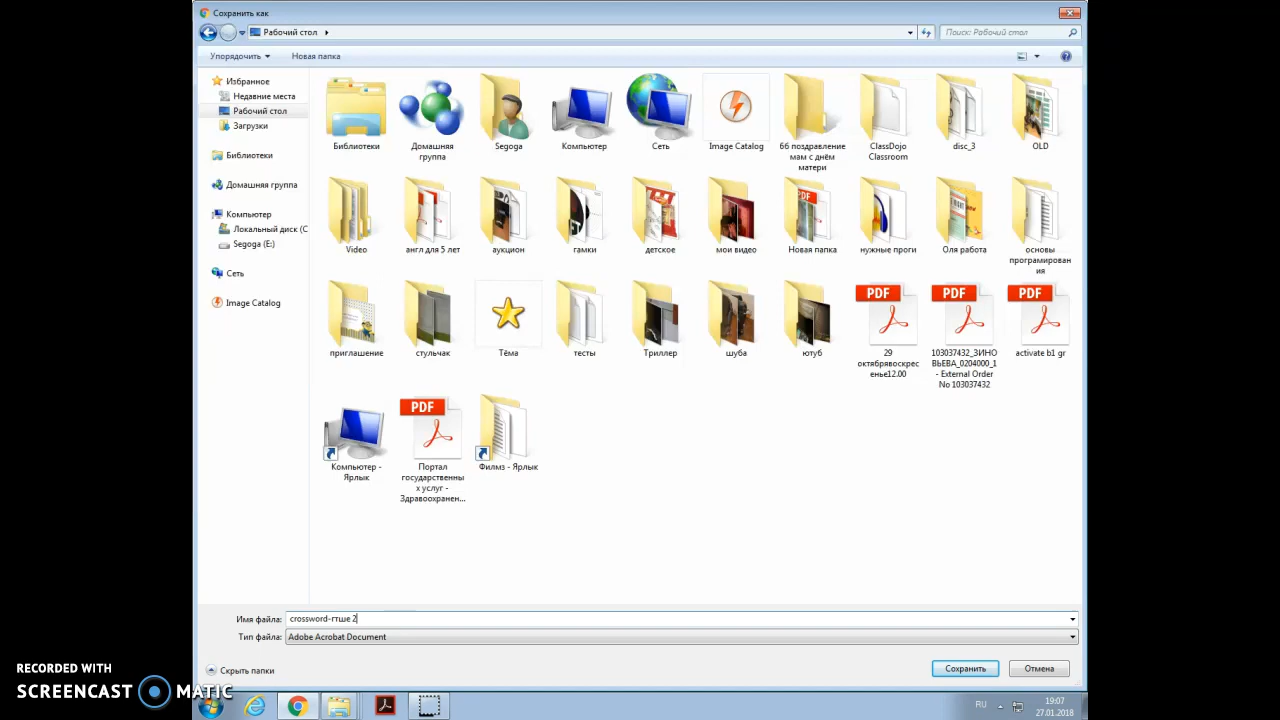 Сохранить как
Рабочий стол
Поиск: Рабочий стол
Упорядочить
Новая папка
Избранное
Недавние места
Рабочий стол
Загрузки
Библиотеки
Домашняя группа
Компьютер
Локальный диск (C
Segoga (E:)
Сеть
Image Catalog
Библиотеки
Домашняя
группа
Segoga
Компьютер
Сеть
Image Catalog
66 поздравление
мам с днём
матери
ClassDojo
Classroom
disc_3
OLD
Video
англ для 5 лет
аукцион
гамки
детское
мои видео
PDF
Новая папка
нужные проги
Оля работа
основы
програмирован
ия
приглашение
стульчак
Тёма
тесты
Триллер
шуба
ютуб
PDF
29
октябрявоскрес
енье12.00
PDF
103037432_ЗИНО
ВЬЕВА_0204000_1
- External Order
No 103037432
PDF
activate b1 gr
Компьютер -
Ярлык
PDF
Портал
государственны
х услуг -
Здравоохранен...
Филмз - Ярлык
Имя файла:
crossword-гтше 2
Тип файла:
Adobe Acrobat Document
Скрыть папки
Сохранить
Отмена
RECORDED WITH
SCREENCAST MATIC
RU
19:07
27.01.2018